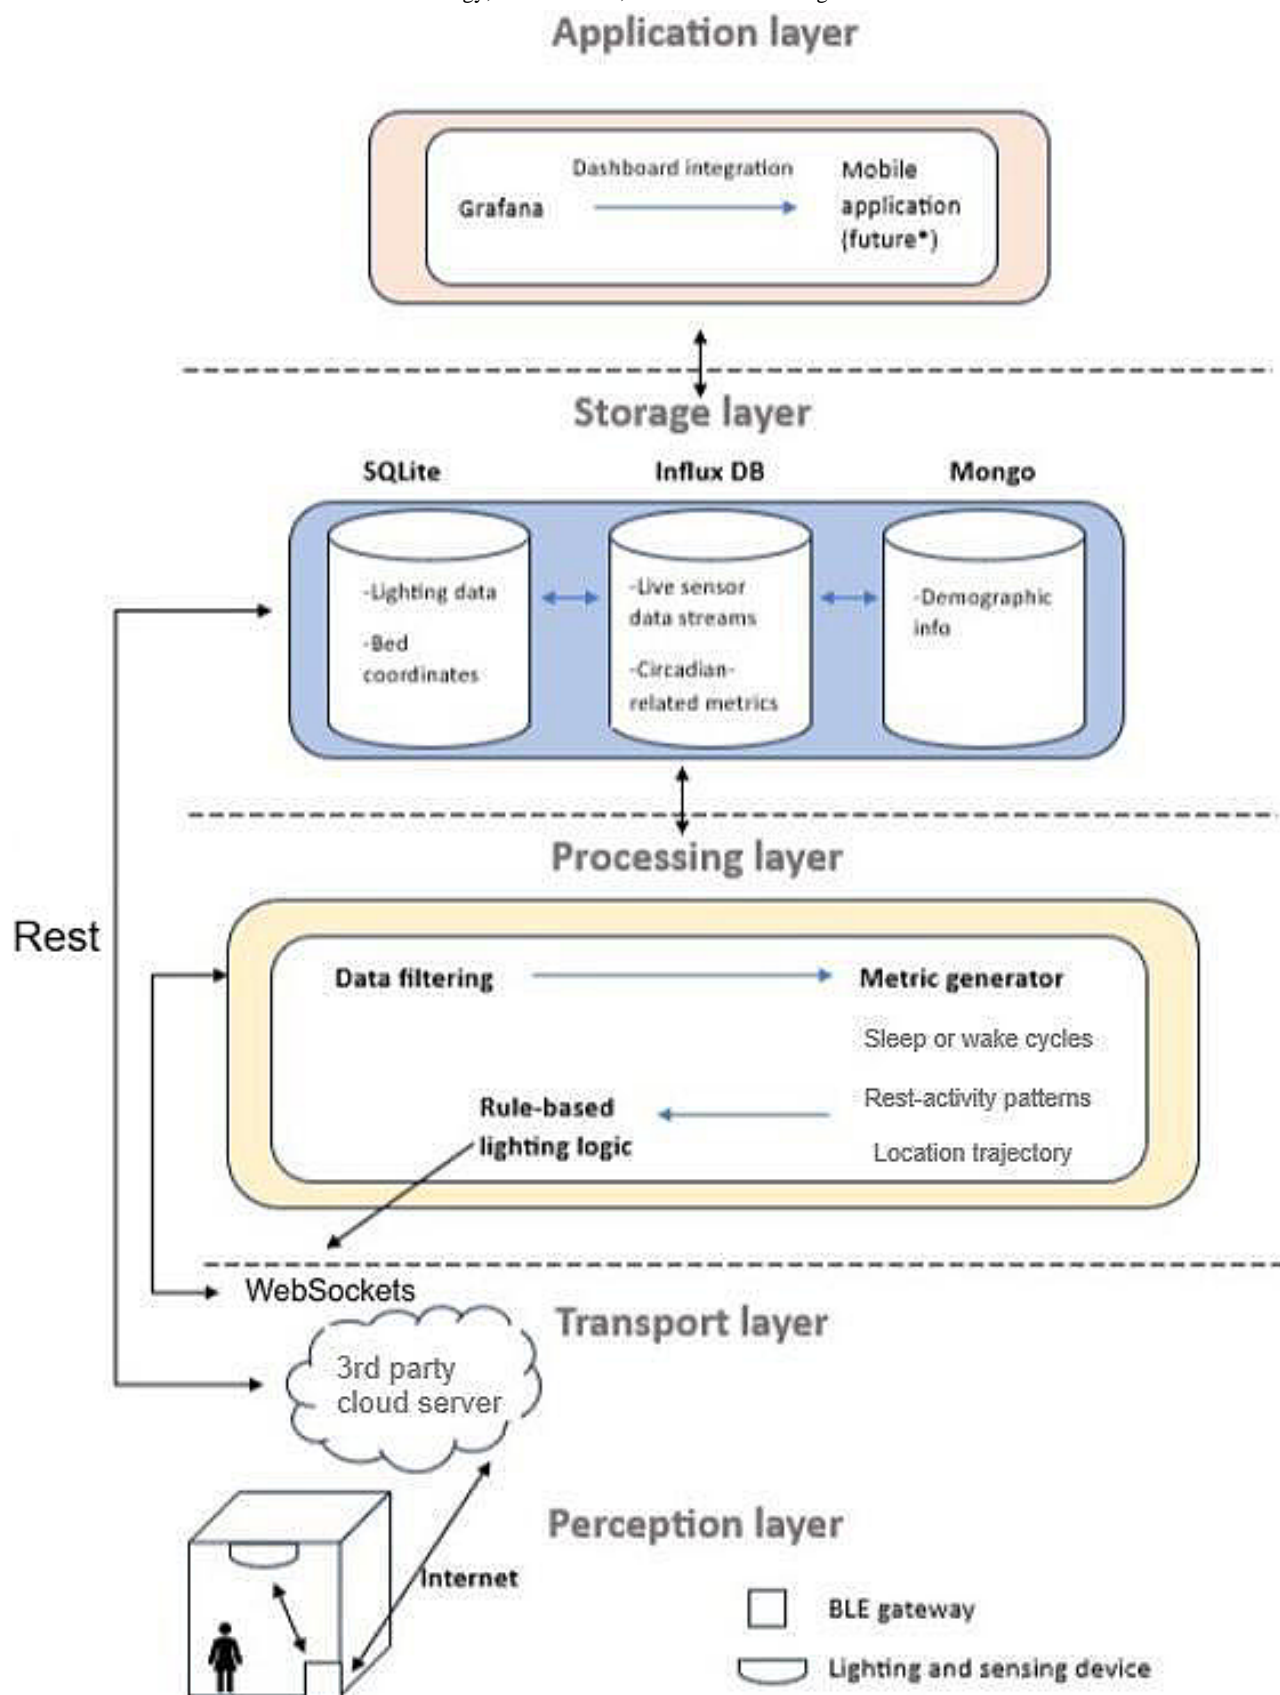 Application layer
Dashboard integration
Grafana
Mobile
application
(future*)
Storage layer
SQLite
Influx DB
Mongo
-Lighting data
-Bed
coordinates
-Live sensor
data streams
-Circadian-
related metrics
-Demographic
info
Processing layer
Rest
Data filtering
Metric generator
Sleep or wake cycles
Rest-activity patterns
Location trajectory
Rule-based
lighting logic
WebSockets
Transport layer
3rd party
cloud server
Perception layer
Internet
BLE gateway
Lighting and sensing device